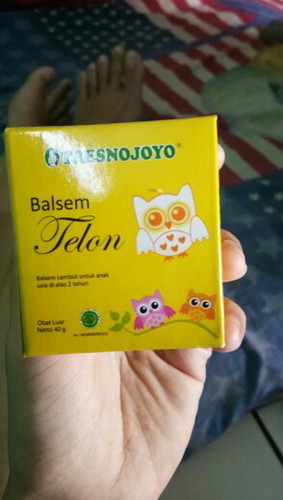 TRESNOJOYO®
Balsem
Telon
Balsem Lembut untuk anak
usia di atas 2 tahun
Obat Luar
Netto 40 g